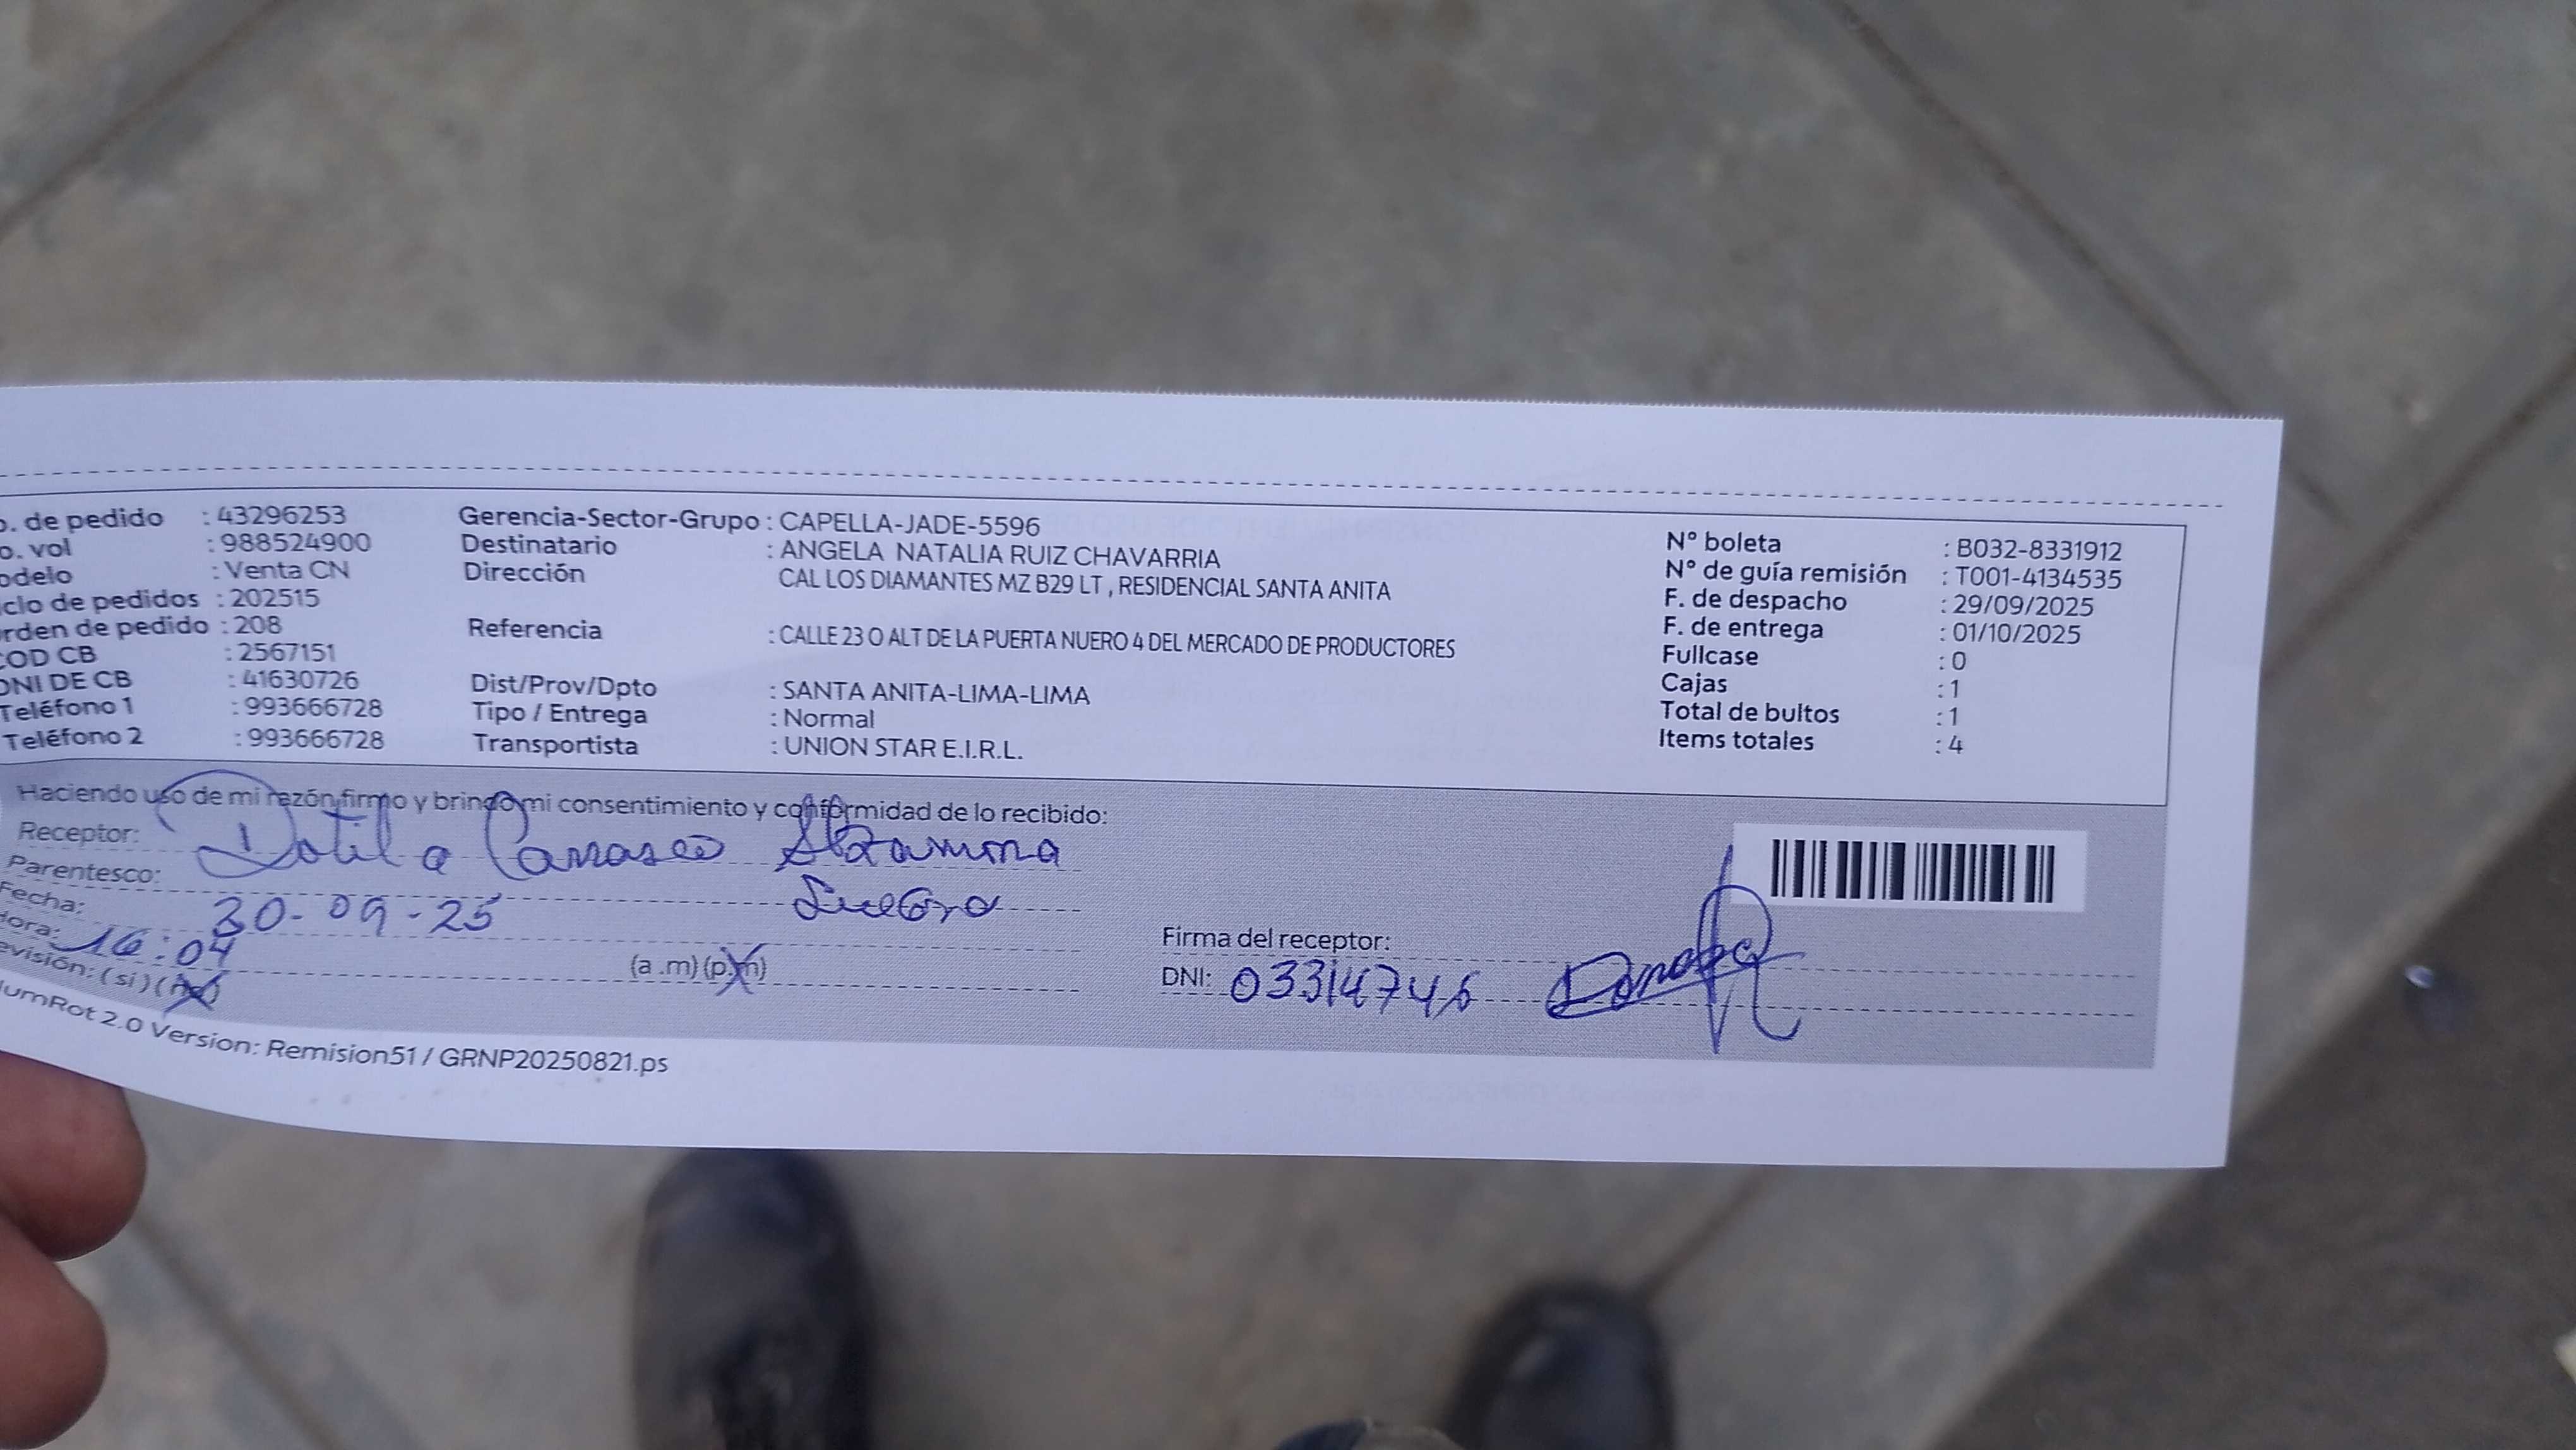 o. de pedido : 43296253
o. vol : 988524900
odelo : Venta CN
clo de pedidos : 202515
rden de pedido : 208
COD CB : 2567151
DNI DE CB : 41630726
Teléfono 1 : 993666728
Teléfono 2 : 993666728
Gerencia-Sector-Grupo : CAPELLA-JADE-5596
Destinatario : ANGELA NATALIA RUIZ CHAVARRIA
Dirección CAL LOS DIAMANTES MZ B29 LT , RESIDENCIAL SANTA ANITA
Referencia : CALLE 23 O ALT DE LA PUERTA NUERO 4 DEL MERCADO DE PRODUCTORES
Dist/Prov/Dpto : SANTA ANITA-LIMA-LIMA
Tipo / Entrega : Normal
Transportista : UNION STAR E.I.R.L.
N° boleta : B032-8331912
N° de guía remisión : T001-4134535
F. de despacho : 29/09/2025
F. de entrega : 01/10/2025
Fullcase : 0
Cajas : 1
Total de bultos : 1
Items totales : 4
Haciendo uso de mi razón firmo y brindo mi consentimiento y conformidad de lo recibido:
Receptor: Carrasco
Parentesco: Suegra
Fecha: 30-09-25
Hora: 16:04 (a.m) (p.m)
evisión: (si) (no)
Firma del receptor:
DNI: 03314746
NumRot 2.0 Version: Remision51 / GRNP20250821.ps